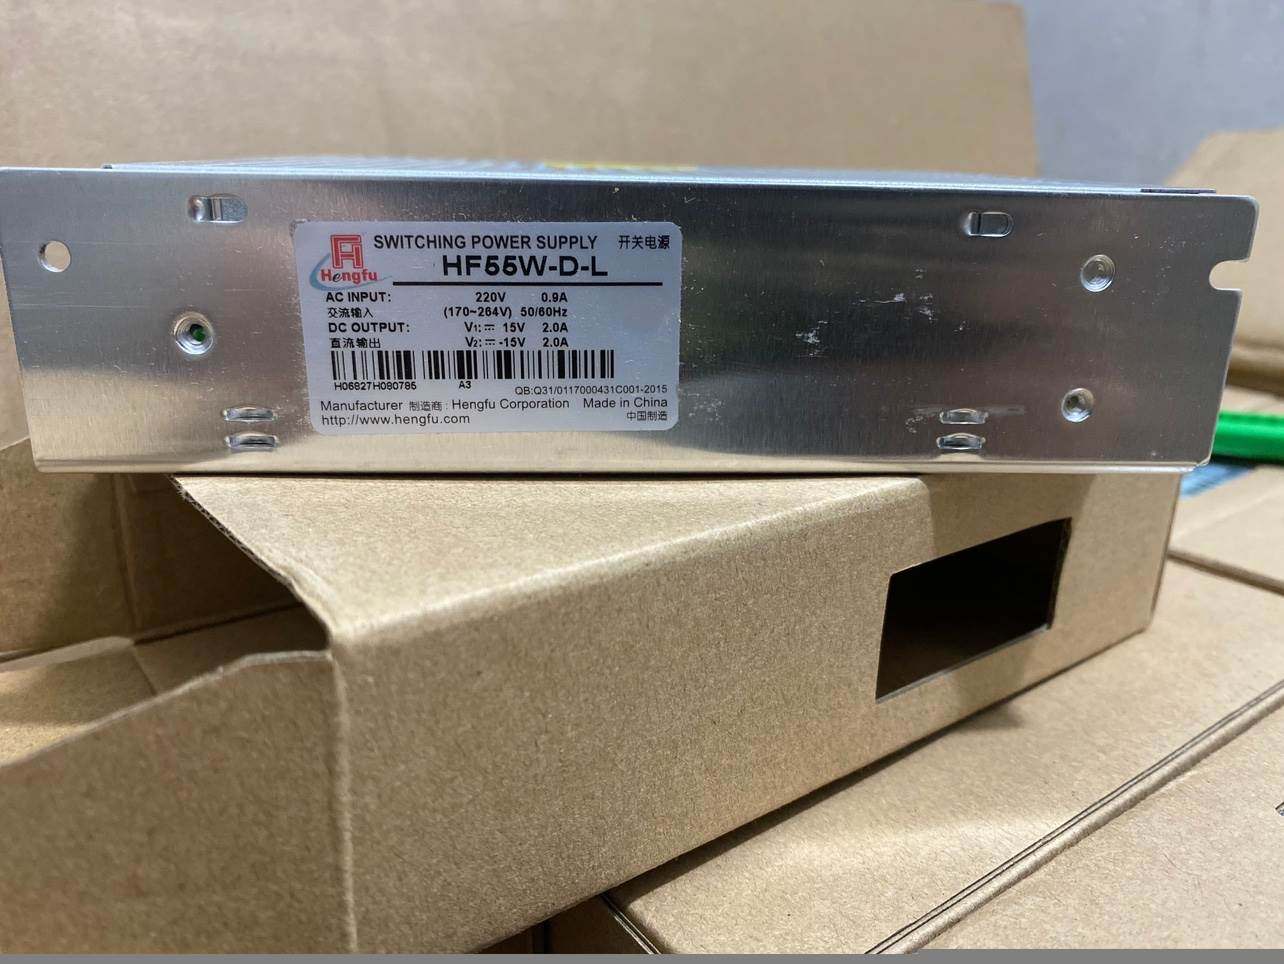 SWITCHING POWER SUPPLY 开关电源
HF55W-D-L
Hengfu
AC INPUT: 220V 0.9A
交流输入 (170~264V) 50/60Hz
DC OUTPUT: V1: 15V 2.0A
直流输出 V2: -15V 2.0A
H06827H080785 A3 QB:Q31/0117000431C001-2015
Manufacturer 制造商: Hengfu Corporation Made in China
http://www.hengfu.com 中国制造